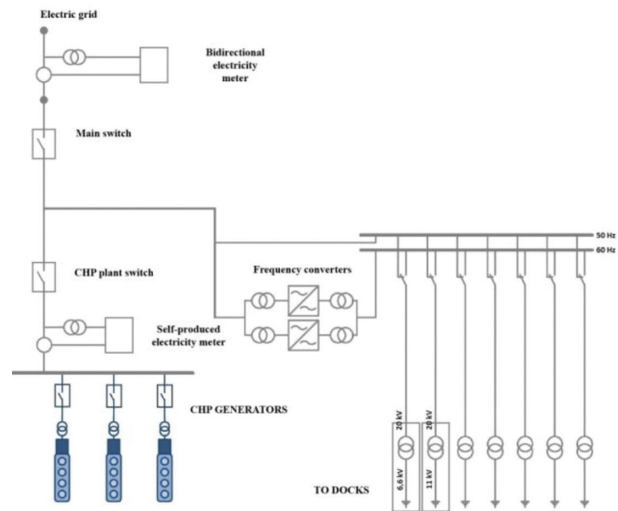 Electric grid
Bidirectional
electricity
meter
Main switch
50 Hz
60 Hz
CHP plant switch
Frequency converters
Self-produced
electricity meter
CHP GENERATORS
20 kV
20 kV
6,6 kV
11 kV
TO DOCKS